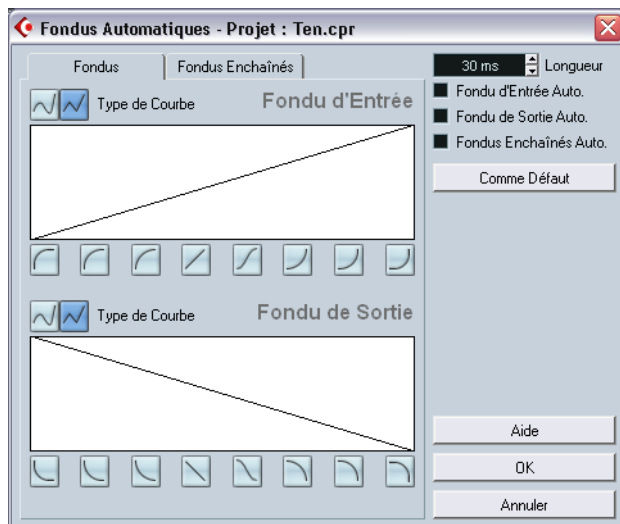 Fondus Automatiques - Projet : Ten.cpr
Fondus
Fondus Enchaînés
Type de Courbe
Fondu d'Entrée
Type de Courbe
Fondu de Sortie
30 ms
Longueur
Fondu d'Entrée Auto.
Fondu de Sortie Auto.
Fondus Enchaînés Auto.
Comme Défaut
Aide
OK
Annuler